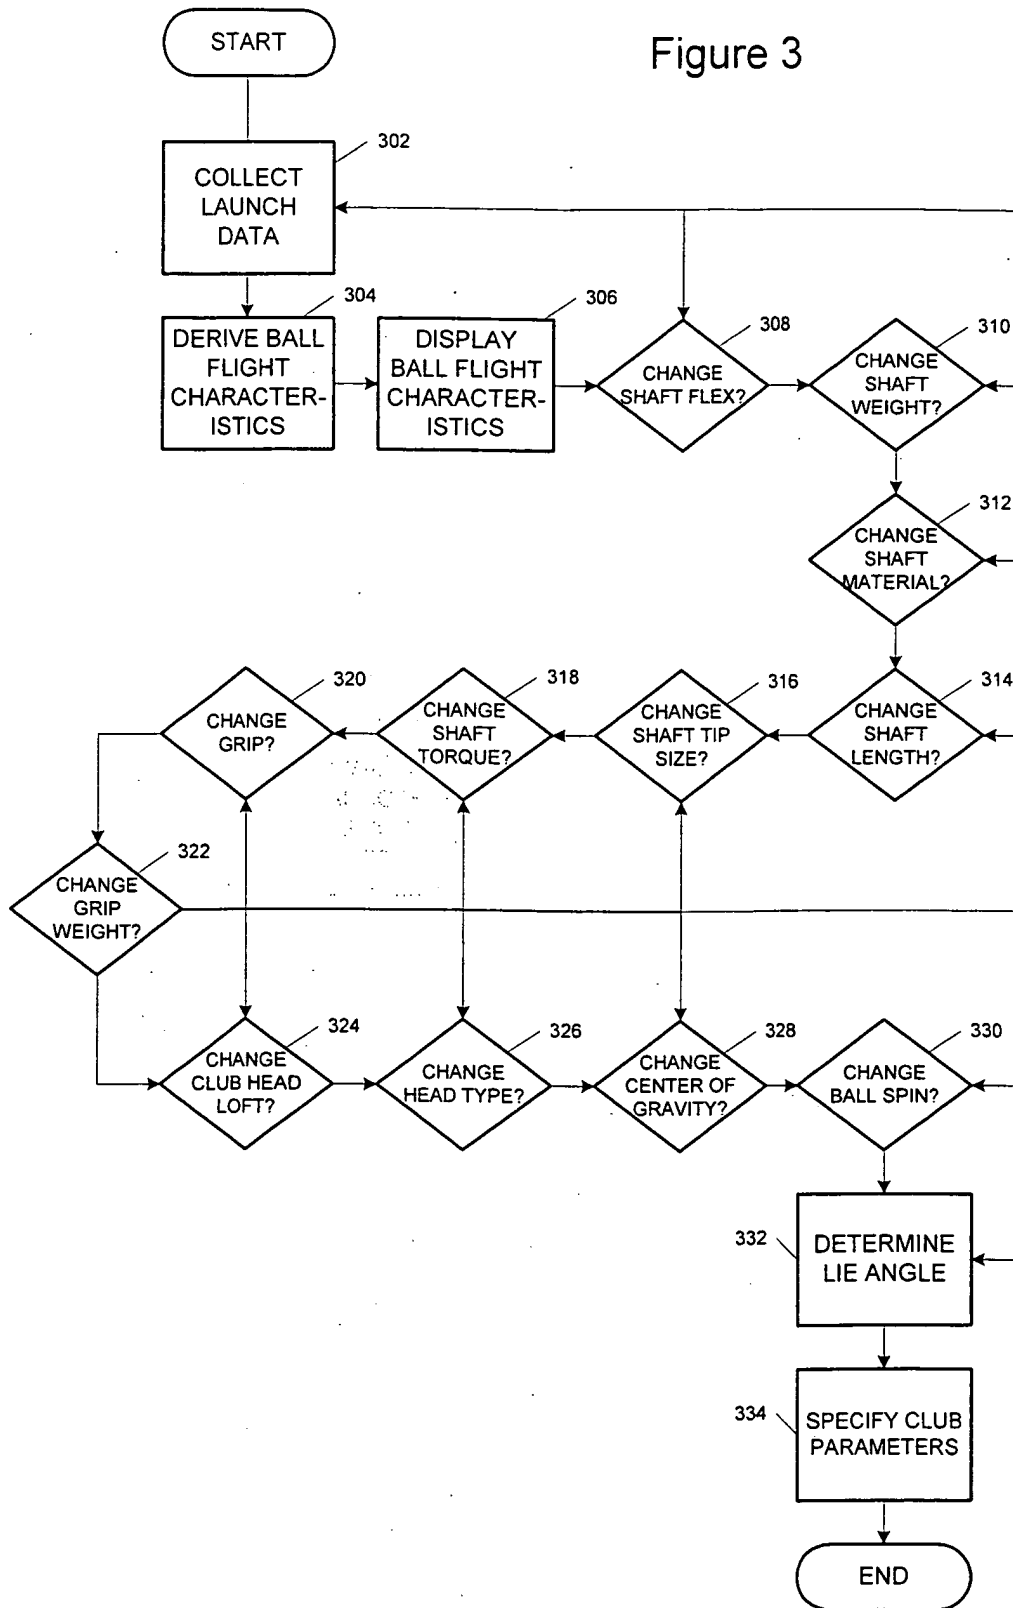 START
Figure 3
302
COLLECT
LAUNCH
DATA
304
DERIVE BALL
FLIGHT
CHARACTER-
ISTICS
306
DISPLAY
BALL FLIGHT
CHARACTER-
ISTICS
308
CHANGE
SHAFT FLEX?
310
CHANGE
SHAFT
WEIGHT?
312
CHANGE
SHAFT
MATERIAL?
314
CHANGE
SHAFT
LENGTH?
316
CHANGE
SHAFT TIP
SIZE?
318
CHANGE
SHAFT
TORQUE?
320
CHANGE
GRIP?
322
CHANGE
GRIP
WEIGHT?
324
CHANGE
CLUB HEAD
LOFT?
326
CHANGE
HEAD TYPE?
328
CHANGE
CENTER OF
GRAVITY?
330
CHANGE
BALL SPIN?
332
DETERMINE
LIE ANGLE
334
SPECIFY CLUB
PARAMETERS
END